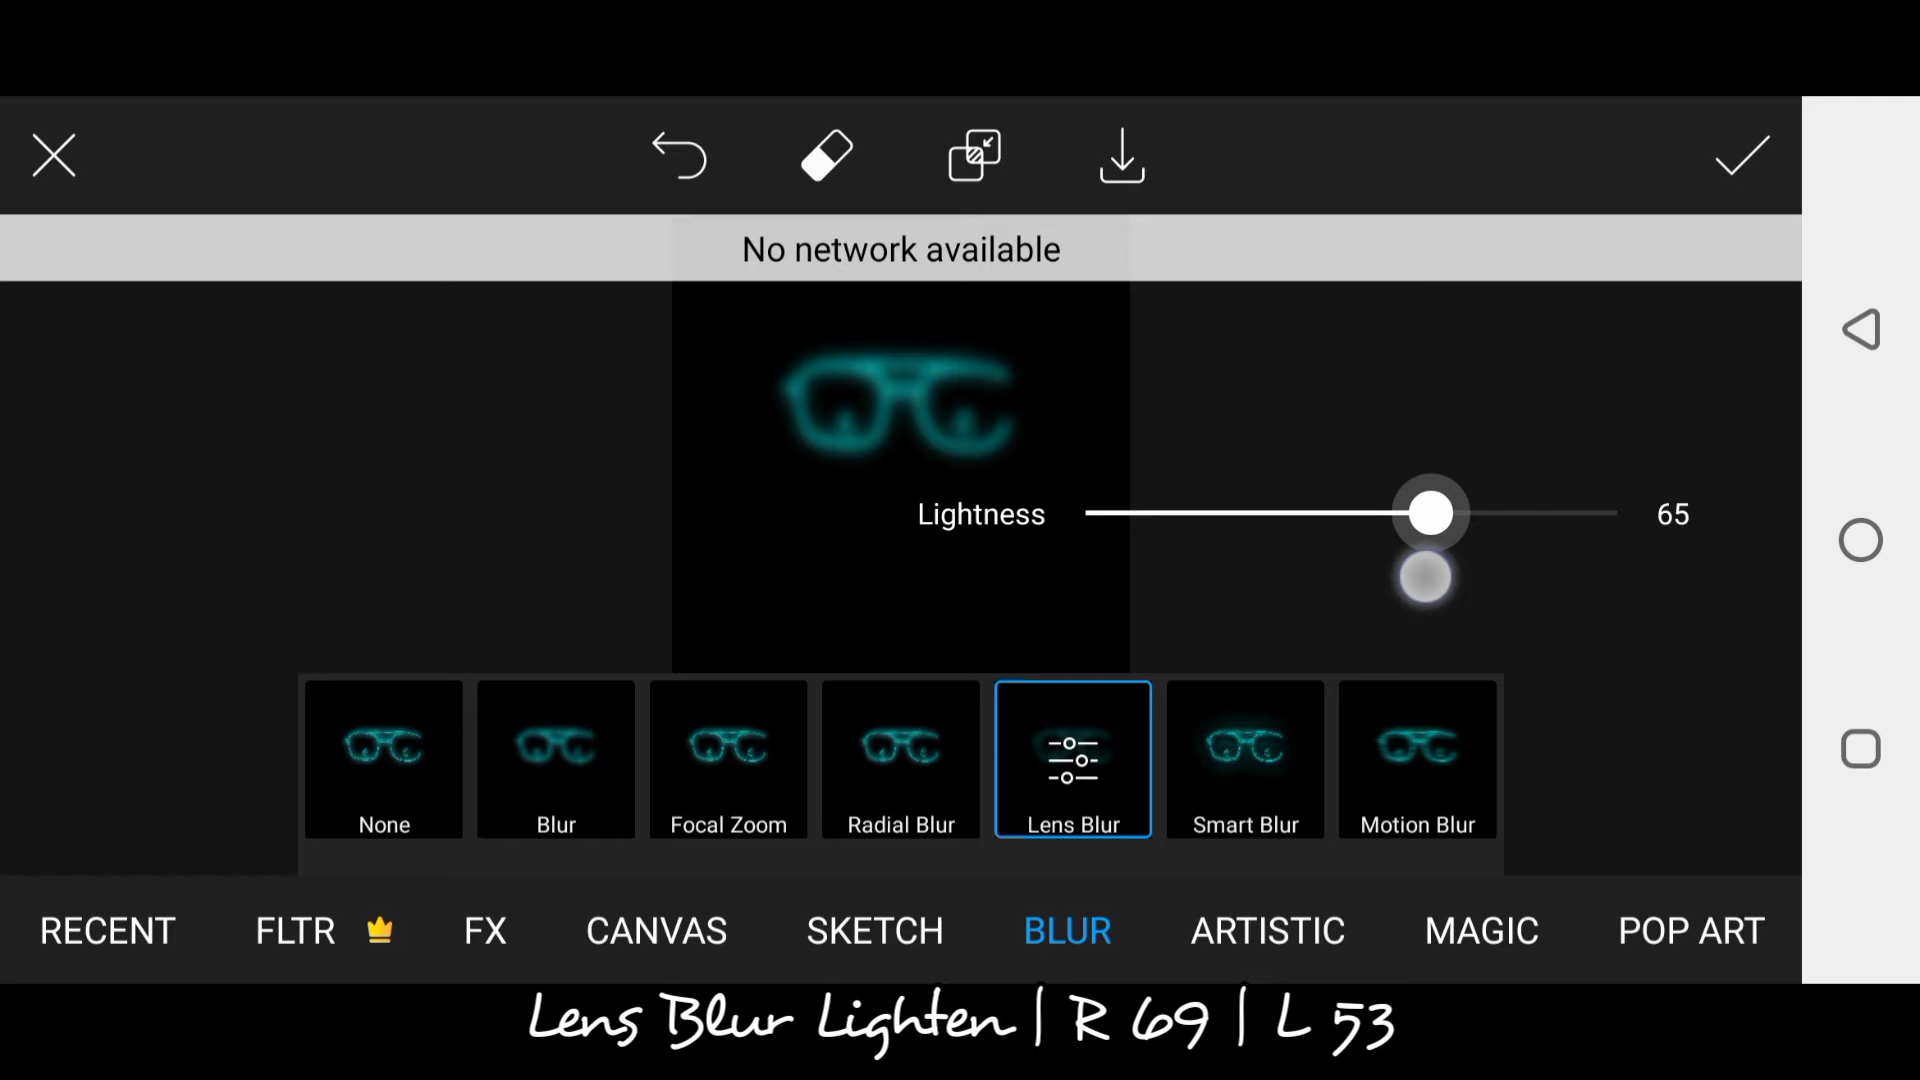 No network available
Lightness 65
None Blur Focal Zoom Radial Blur Lens Blur Smart Blur Motion Blur
RECENT FLTR FX CANVAS SKETCH BLUR ARTISTIC MAGIC POP ART
Lens Blur Lighten | R 69 | L 53